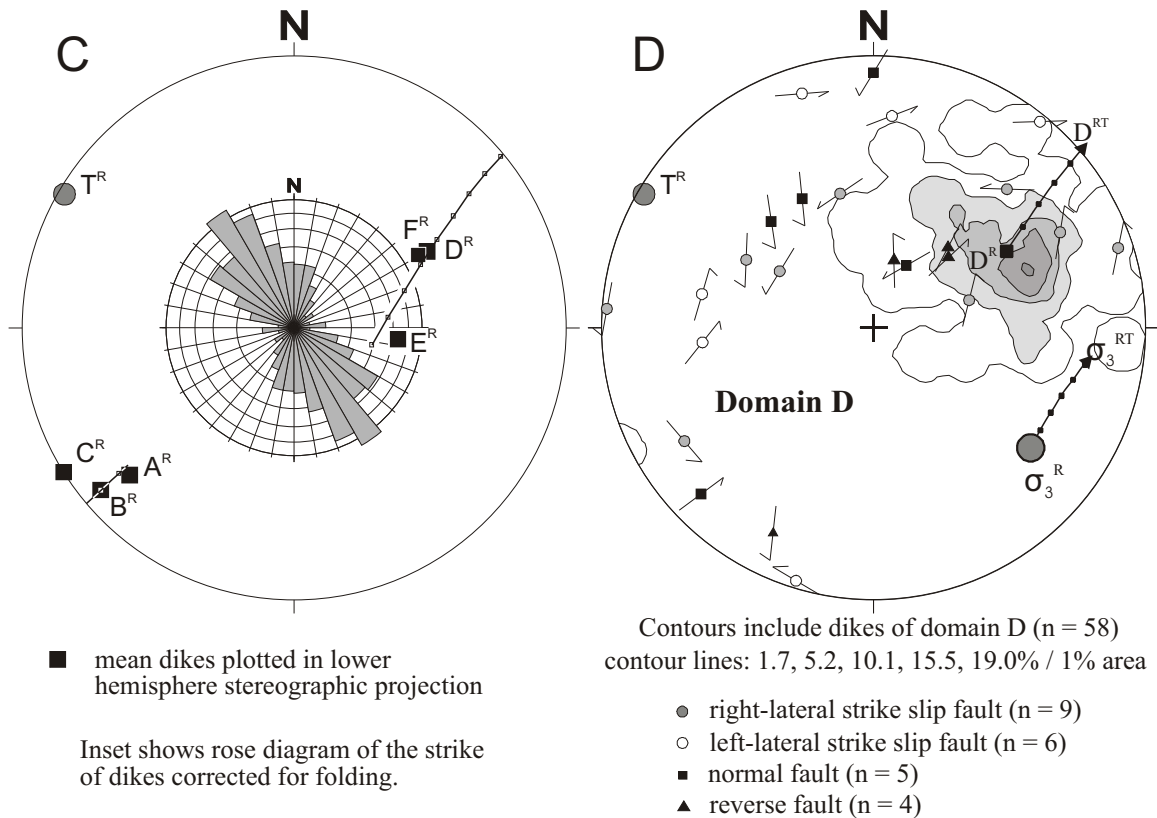 C
N
T^R
N
F^R
D^R
E^R
C^R
A^R
B^R
mean dikes plotted in lower
hemisphere stereographic projection
Inset shows rose diagram of the strike
of dikes corrected for folding.
D
N
D^RT
T^R
D^R
σ3^RT
Domain D
σ3^R
Contours include dikes of domain D (n = 58)
contour lines: 1.7, 5.2, 10.1, 15.5, 19.0% / 1% area
right-lateral strike slip fault (n = 9)
left-lateral strike slip fault (n = 6)
normal fault (n = 5)
reverse fault (n = 4)